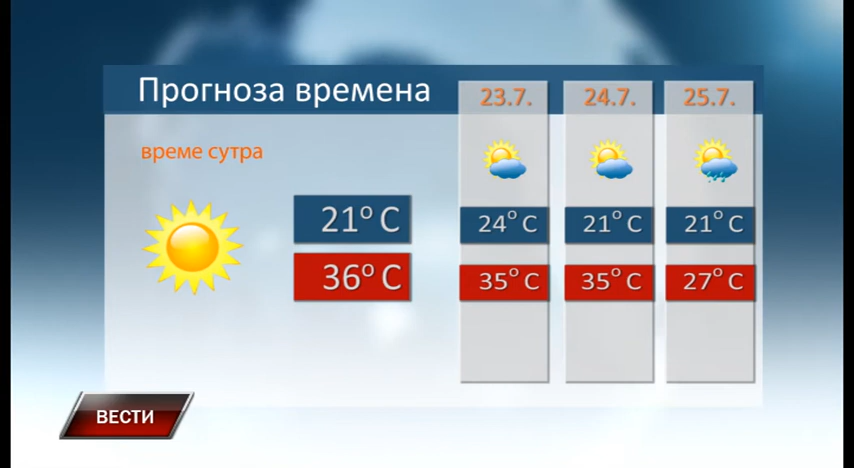 Прогноза времена
време сутра
21° C
36° C
23.7.
24.7.
25.7.
24° C
21° C
21° C
35° C
35° C
27° C
ВЕСТИ